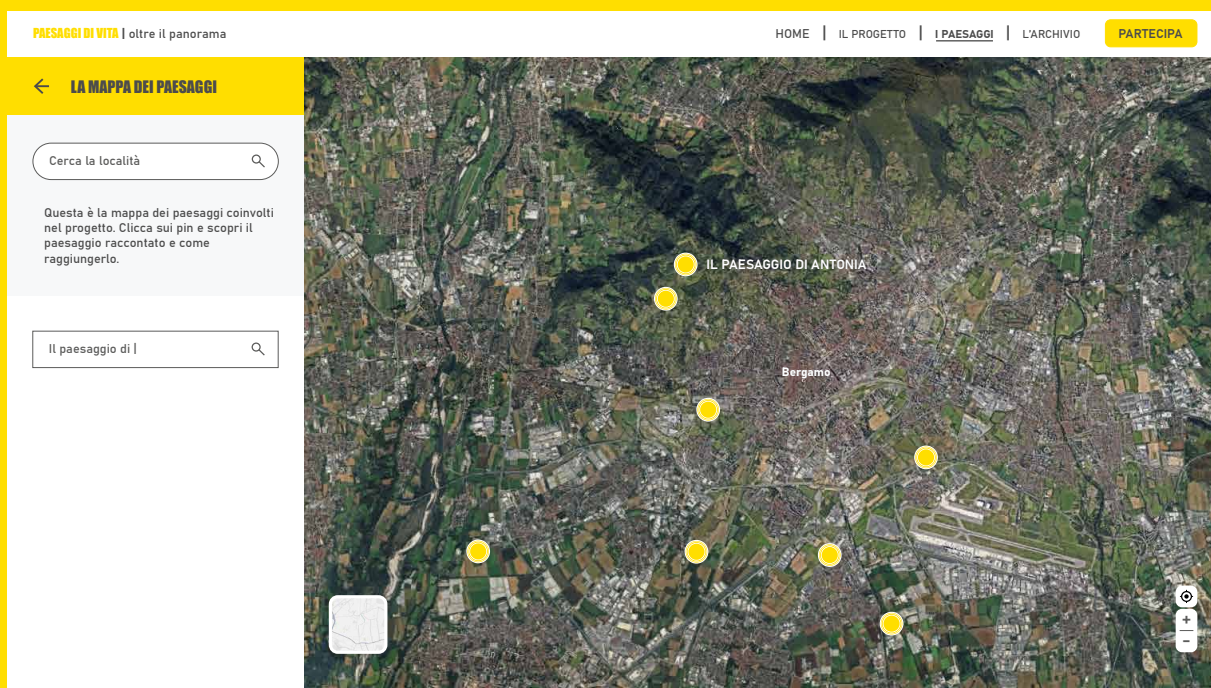 PAESAGGI DI VITA | oltre il panorama
HOME | IL PROGETTO | I PAESAGGI | L'ARCHIVIO
PARTECIPA
LA MAPPA DEI PAESAGGI
Cerca la località
Questa è la mappa dei paesaggi coinvolti
nel progetto. Clicca sui pin e scopri il
paesaggio raccontato e come
raggiungerlo.
Il paesaggio di |
IL PAESAGGIO DI ANTONIA
Bergamo
+
−